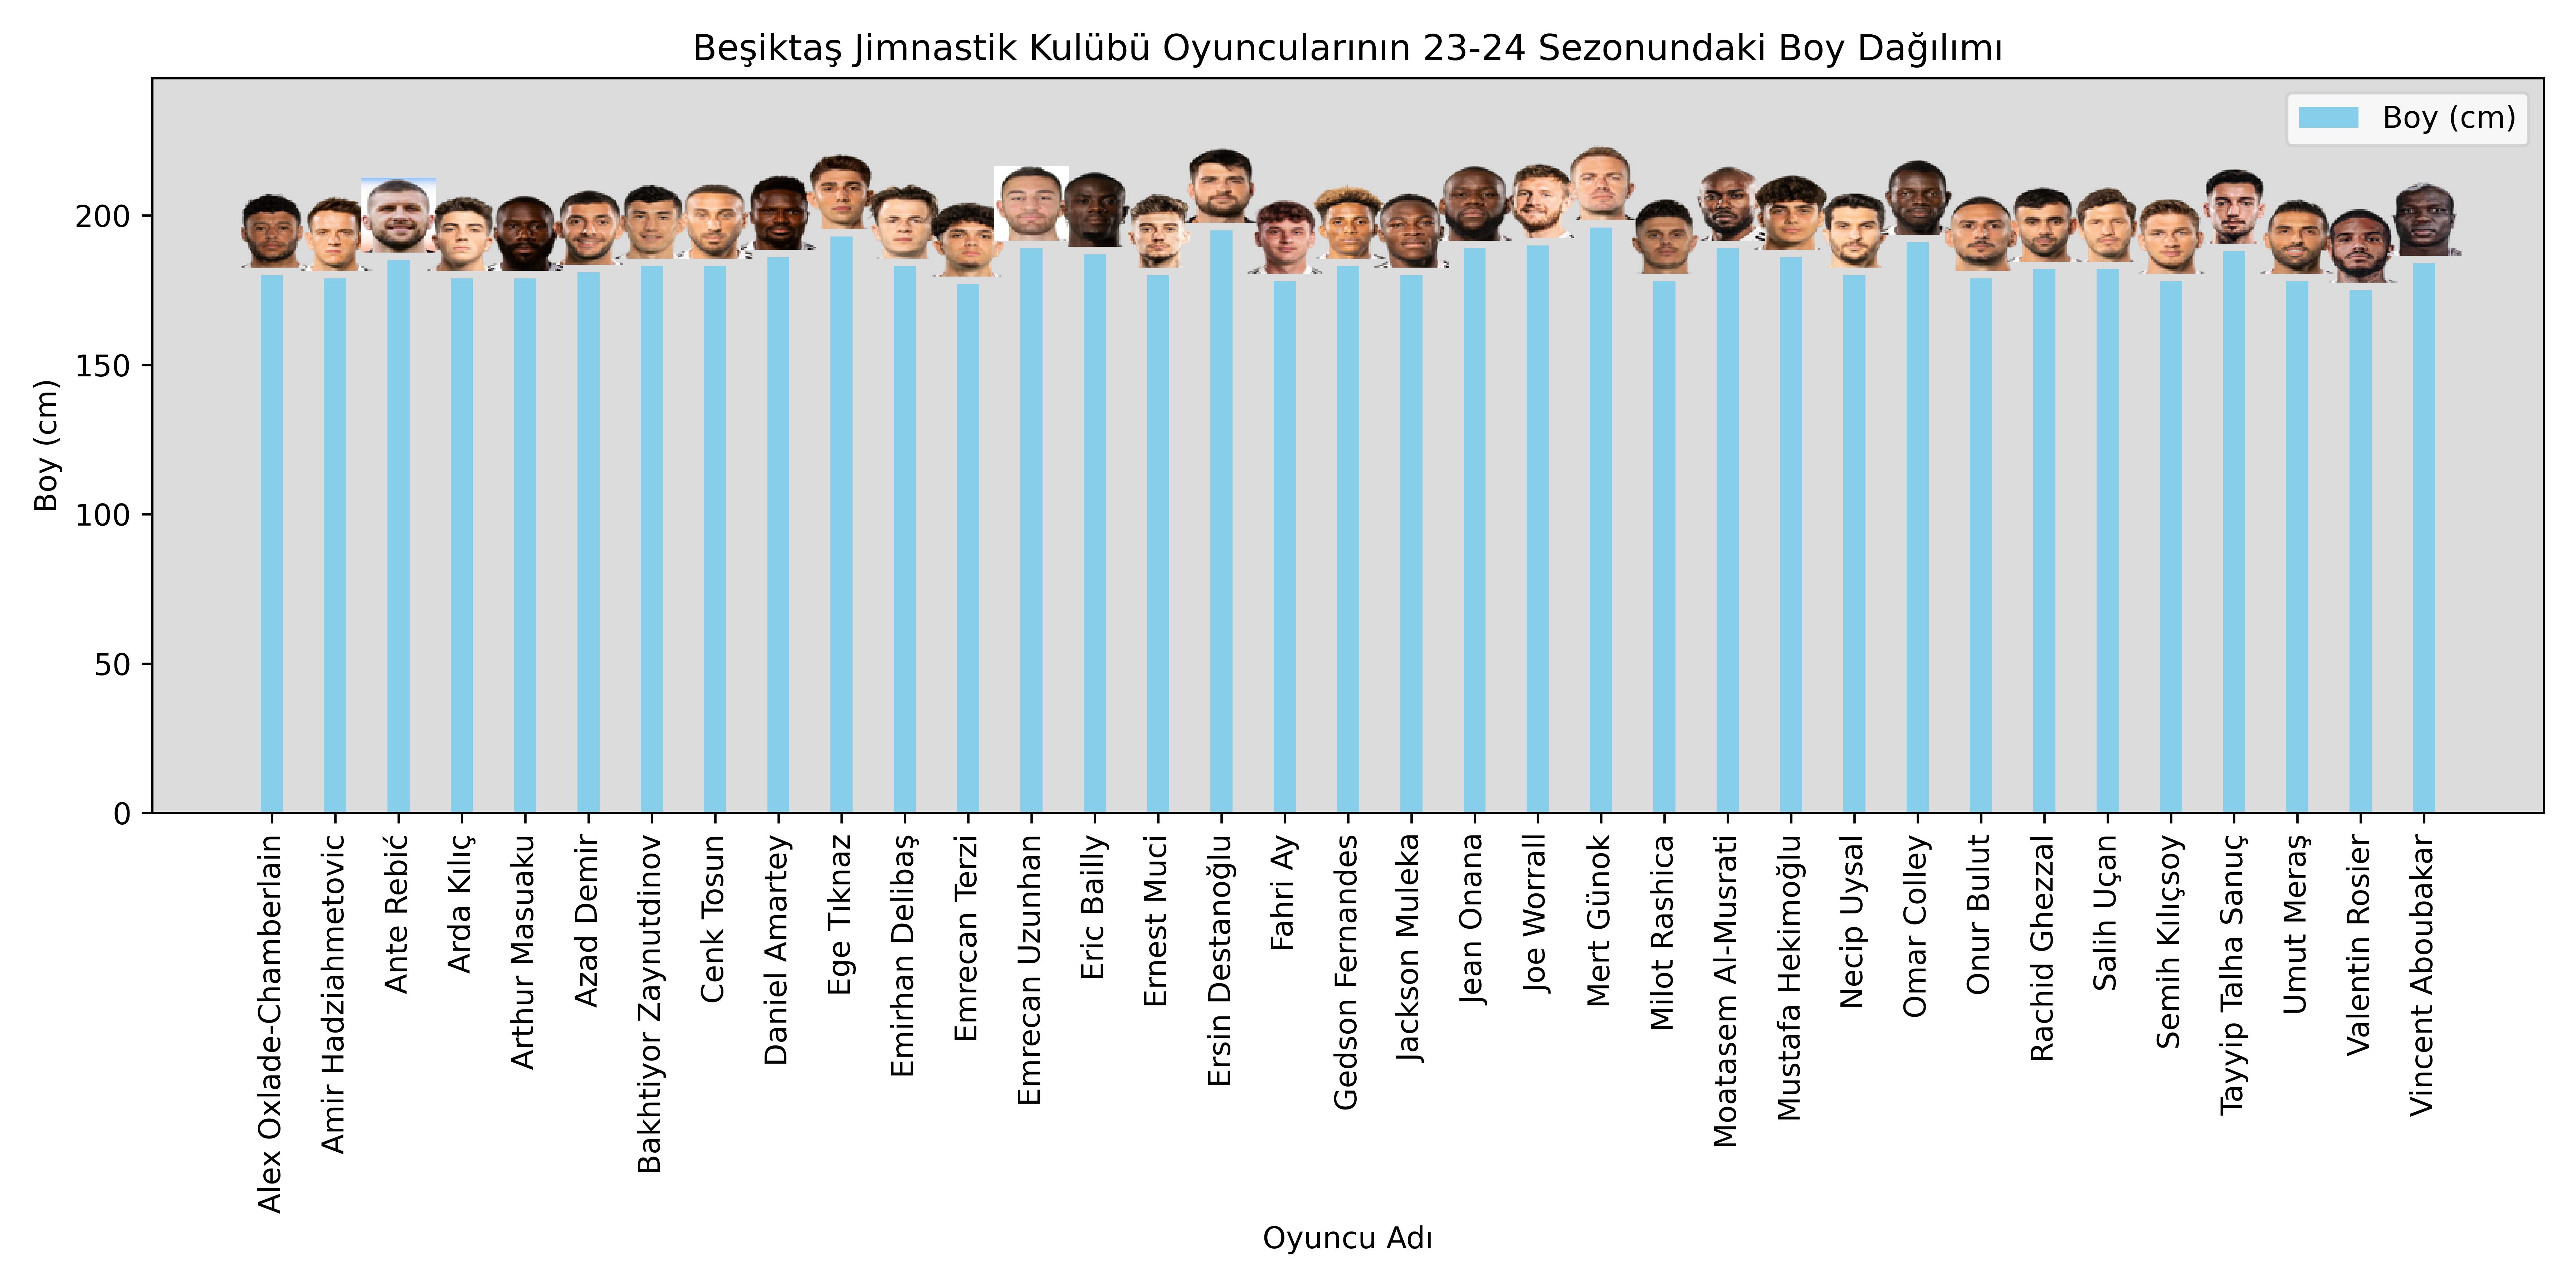 Beşiktaş Jimnastik Kulübü Oyuncularının 23-24 Sezonundaki Boy Dağılımı
Boy (cm)
Boy (cm)
200
150
100
50
0
Alex Oxlade-Chamberlain
Amir Hadziahmetovic
Ante Rebić
Arda Kılıç
Arthur Masuaku
Azad Demir
Bakhtiyor Zaynutdinov
Cenk Tosun
Daniel Amartey
Ege Tıknaz
Emirhan Delibaş
Emrecan Terzi
Emrecan Uzunhan
Eric Bailly
Ernest Muci
Ersin Destanoğlu
Fahri Ay
Gedson Fernandes
Jackson Muleka
Jean Onana
Joe Worrall
Mert Günok
Milot Rashica
Moatasem Al-Musrati
Mustafa Hekimoğlu
Necip Uysal
Omar Colley
Onur Bulut
Rachid Ghezzal
Salih Uçan
Semih Kılıçsoy
Tayyip Talha Sanuç
Umut Meraş
Valentin Rosier
Vincent Aboubakar
Oyuncu Adı